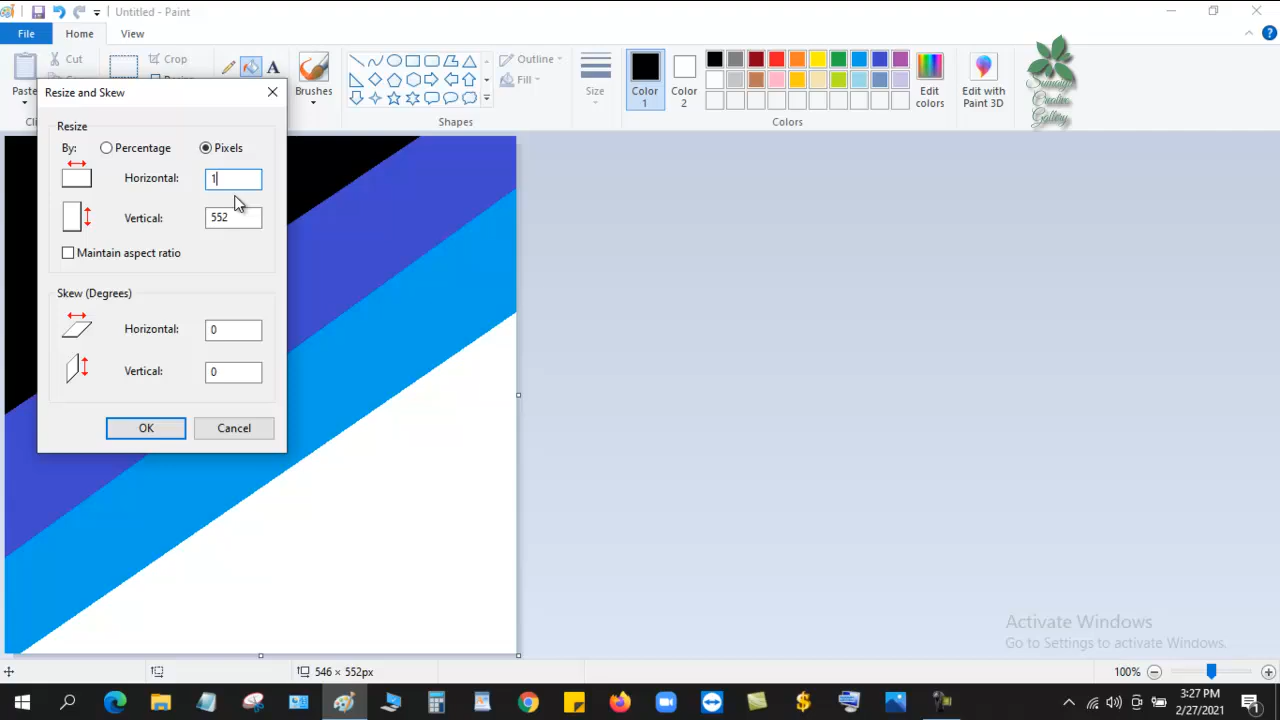 Untitled - Paint
File
Home
View
Paste
Cut
Crop
Brushes
Shapes
Outline
Fill
Size
Color 1
Color 2
Edit colors
Edit with Paint 3D
Colors
Summaiya Creative Gallery
Resize and Skew
Resize
By:
Percentage
Pixels
Horizontal:
1
Vertical:
552
Maintain aspect ratio
Skew (Degrees)
Horizontal:
0
Vertical:
0
OK
Cancel
Activate Windows
Go to Settings to activate Windows.
546 × 552px
100%
3:27 PM
2/27/2021